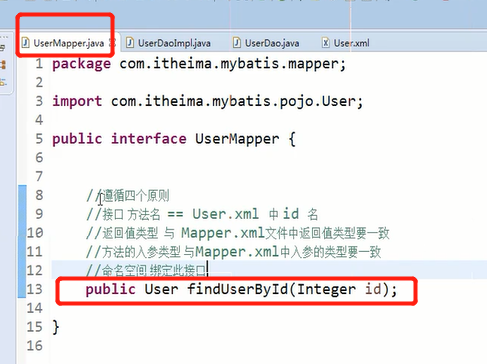 UserMapper.java UserDaoImpl.java UserDao.java User.xml
1 package com.itheima.mybatis.mapper;
2
3 import com.itheima.mybatis.pojo.User;
4
5 public interface UserMapper {
6
7
8 //遵循四个原则
9 //接口 方法名 == User.xml 中 id 名
10 //返回值类型 与 Mapper.xml文件中返回值类型要一致
11 //方法的入参类型 与Mapper.xml中入参的类型要一致
12 //命名空间 绑定此接口
13 public User findUserById(Integer id);
14
15 }
16